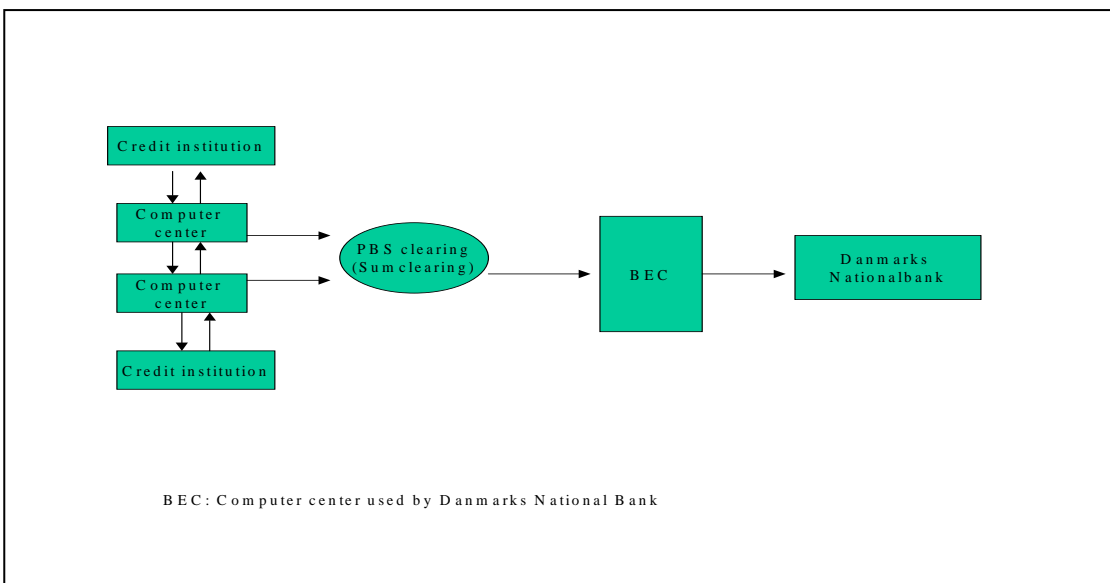 Credit institution
Computer
center
Computer
center
Credit institution
PBS clearing
(Sumclearing)
BEC
Danmarks
Nationalbank
BEC: Computer center used by Danmarks National Bank